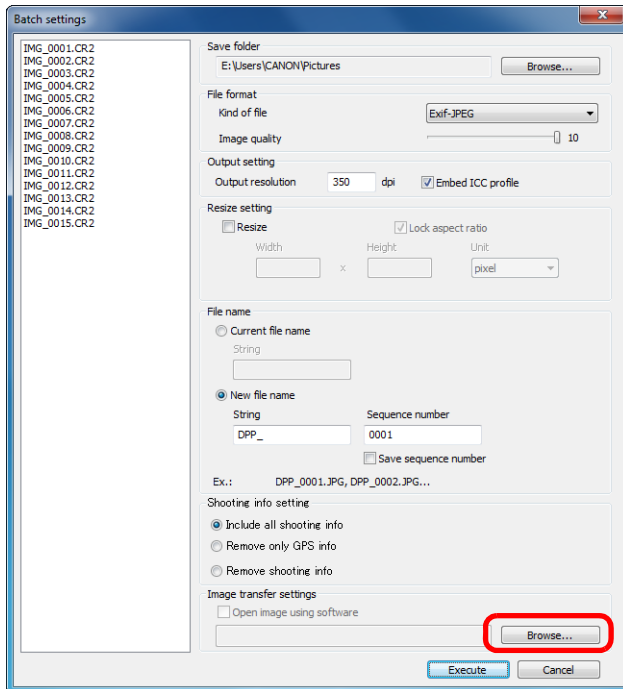 Batch settings
IMG_0001.CR2
IMG_0002.CR2
IMG_0003.CR2
IMG_0004.CR2
IMG_0005.CR2
IMG_0006.CR2
IMG_0007.CR2
IMG_0008.CR2
IMG_0009.CR2
IMG_0010.CR2
IMG_0011.CR2
IMG_0012.CR2
IMG_0013.CR2
IMG_0014.CR2
IMG_0015.CR2
Save folder
E:\Users\CANON\Pictures Browse...
File format
Kind of file Exif-JPEG
Image quality 10
Output setting
Output resolution 350 dpi Embed ICC profile
Resize setting
Resize Lock aspect ratio
Width Height Unit
x pixel
File name
Current file name
String
New file name
String Sequence number
DPP_ 0001
Save sequence number
Ex.: DPP_0001.JPG, DPP_0002.JPG...
Shooting info setting
Include all shooting info
Remove only GPS info
Remove shooting info
Image transfer settings
Open image using software
Browse...
Execute Cancel